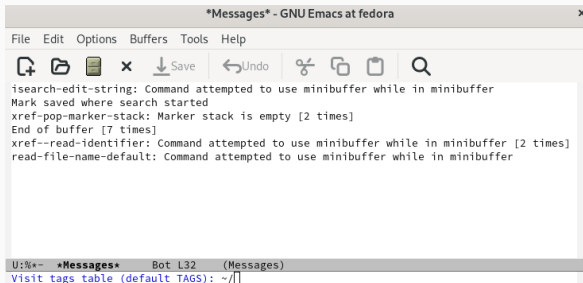 *Messages* - GNU Emacs at fedora
File Edit Options Buffers Tools Help
Save Undo
isearch-edit-string: Command attempted to use minibuffer while in minibuffer
Mark saved where search started
xref-pop-marker-stack: Marker stack is empty [2 times]
End of buffer [7 times]
xref--read-identifier: Command attempted to use minibuffer while in minibuffer [2 times]
read-file-name-default: Command attempted to use minibuffer while in minibuffer
U:%*- *Messages* Bot L32 (Messages)
Visit tags table (default TAGS): ~/